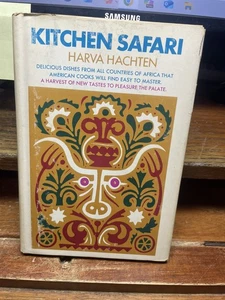 SAMSUNG
KITCHEN SAFARI
HARVA HACHTEN
DELICIOUS DISHES FROM ALL COUNTRIES OF AFRICA THAT
AMERICAN COOKS WILL FIND EASY TO MASTER.
A HARVEST OF NEW TASTES TO PLEASURE THE PALATE.